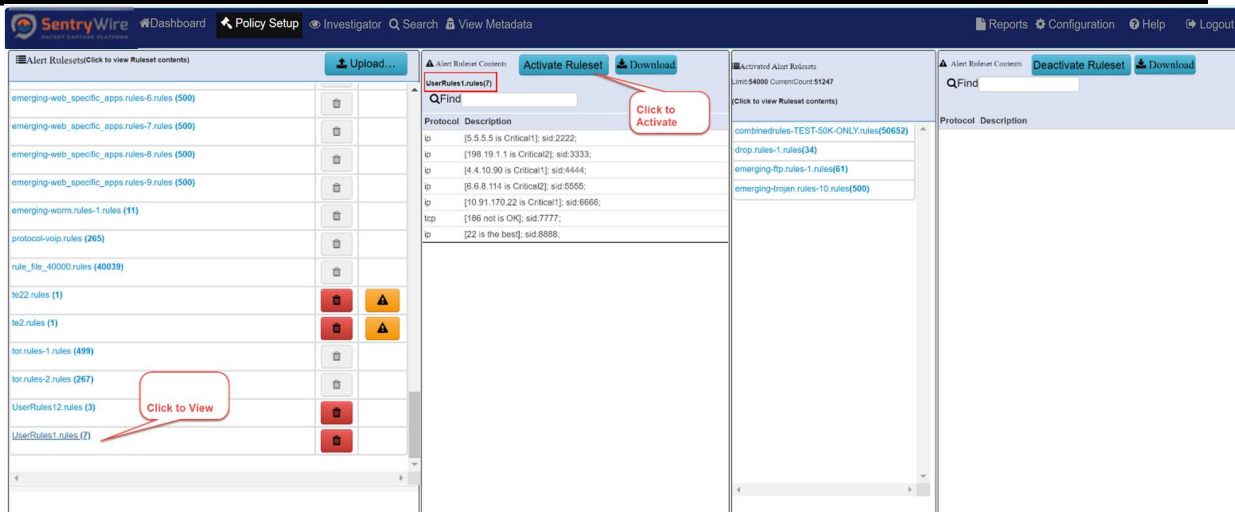 SentryWire
PACKET CAPTURE PLATFORM
Dashboard
Policy Setup
Investigator
Search
View Metadata
Reports
Configuration
Help
Logout
Alert Rulesets(Click to view Ruleset contents)
Upload...
emerging-web_specific_apps.rules-6.rules (500)
emerging-web_specific_apps.rules-7.rules (500)
emerging-web_specific_apps.rules-8.rules (500)
emerging-web_specific_apps.rules-9.rules (500)
emerging-worm.rules-1.rules (11)
protocol-voip.rules (265)
rule_file_40000.rules (40039)
te22.rules (1)
te2.rules (1)
tor.rules-1.rules (499)
tor.rules-2.rules (267)
UserRules12.rules (3)
UserRules1.rules (7)
Click to View
Alert Ruleset Contents
Activate Ruleset
Download
UserRules1.rules(7)
Find
Click to
Activate
Protocol Description
ip [5.5.5.5 is Critical1]; sid:2222;
ip [198.19.1.1 is Critical2]; sid:3333;
ip [4.4.10.90 is Critical1]; sid:4444;
ip [6.6.8.114 is Critical2]; sid:5555;
ip [10.91.170.22 is Critical1]; sid:6666;
tcp [186 not is OK]; sid:7777;
ip [22 is the best]; sid:8888;
Activated Alert Rulesets
Limit:54000 CurrentCount:51247
(Click to view Ruleset contents)
combinedrules-TEST-50K-ONLY.rules(50652)
drop.rules-1.rules(34)
emerging-ftp.rules-1.rules(61)
emerging-trojan.rules-10.rules(500)
Alert Ruleset Contents
Deactivate Ruleset
Download
Find
Protocol Description